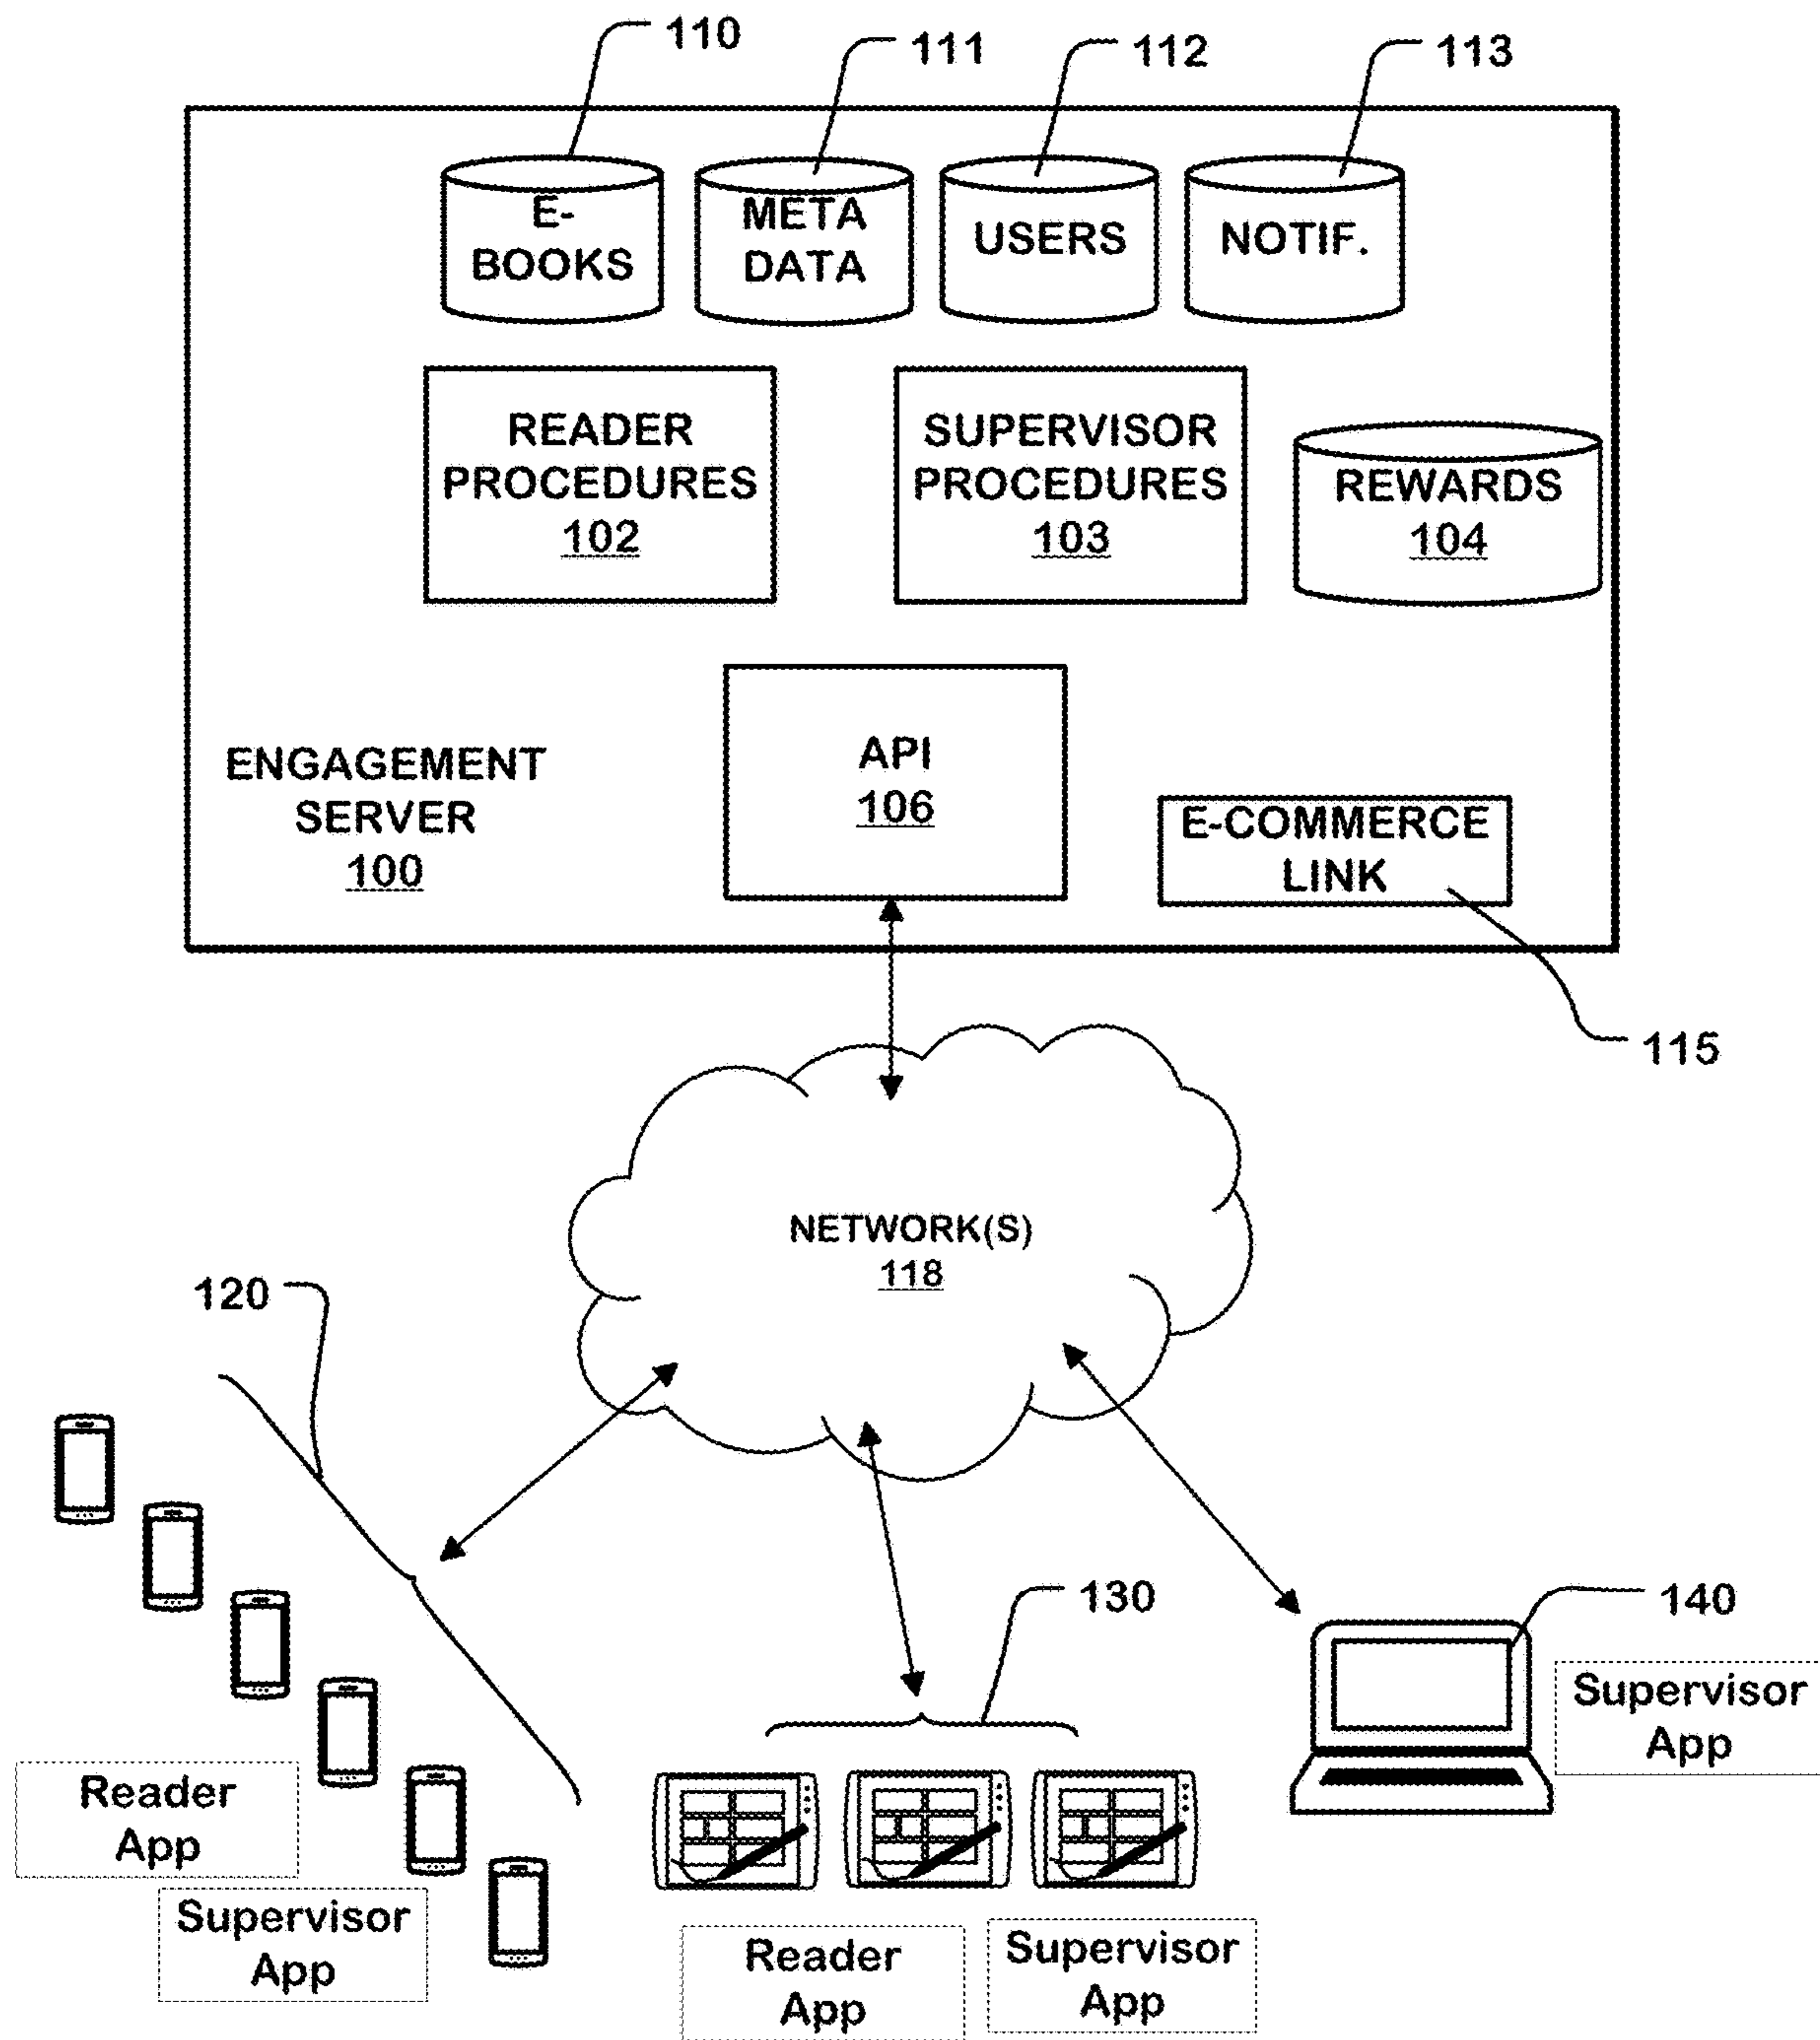 110
111
112
113
E-
BOOKS
META
DATA
USERS
NOTIF.
READER
PROCEDURES
102
SUPERVISOR
PROCEDURES
103
REWARDS
104
ENGAGEMENT
SERVER
100
API
106
E-COMMERCE
LINK
115
NETWORK(S)
118
120
130
140
Supervisor
App
Reader
App
Supervisor
App
Reader
App
Supervisor
App